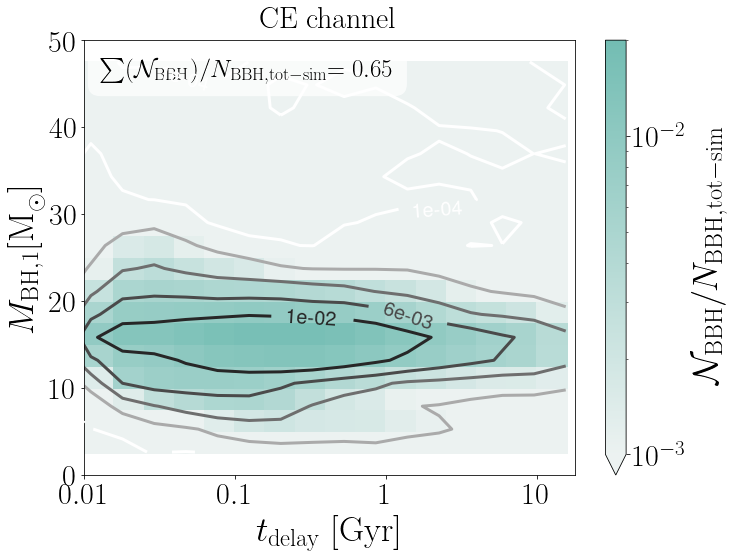 CE channel
∑(𝒩BBH)/NBBH,tot−sim= 0.65
50
40
30
20
10
0
MBH,1[M⊙]
1e-04
1e-02
6e-03
0.01
0.1
1
10
tdelay [Gyr]
10−2
10−3
𝒩BBH/NBBH,tot−sim